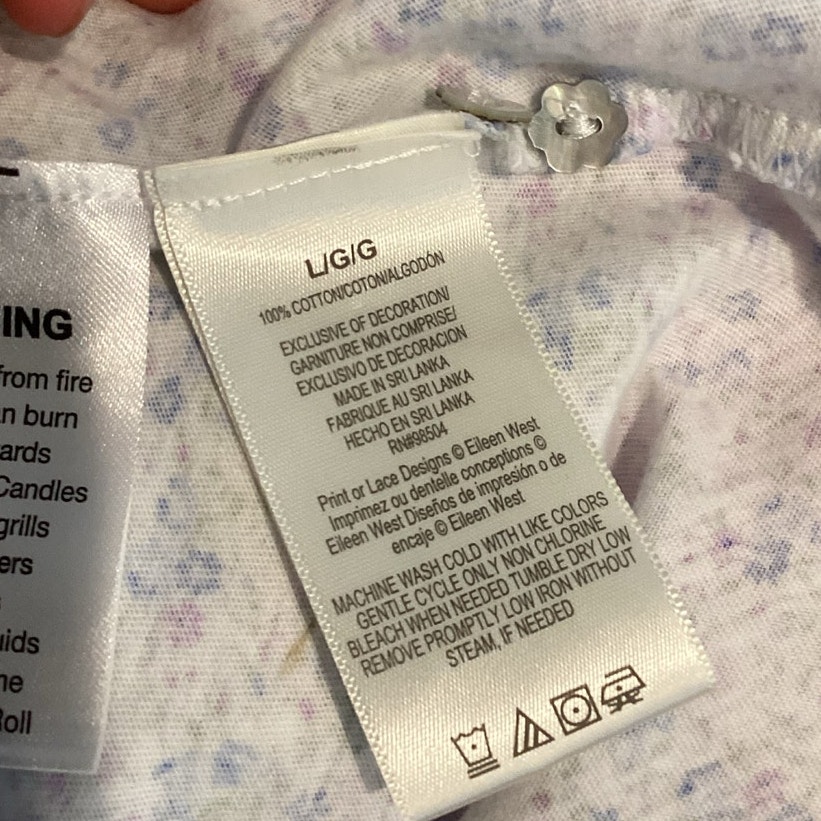 ING
from fire
n burn
ards
Candles
grills
ers
uids
ne
Roll
L/G/G
100% COTTON/COTON/ALGODÓN
EXCLUSIVE OF DECORATION/
GARNITURE NON COMPRISE/
EXCLUSIVO DE DECORACION
MADE IN SRI LANKA
FABRIQUE AU SRI LANKA
HECHO EN SRI LANKA
RN#98504
Print or Lace Designs © Eileen West
Imprimez ou dentelle conceptions ©
Eileen West Diseños de impresión o de
encaje © Eileen West
MACHINE WASH COLD WITH LIKE COLORS
GENTLE CYCLE ONLY NON CHLORINE
BLEACH WHEN NEEDED TUMBLE DRY LOW
REMOVE PROMPTLY LOW IRON WITHOUT
STEAM, IF NEEDED